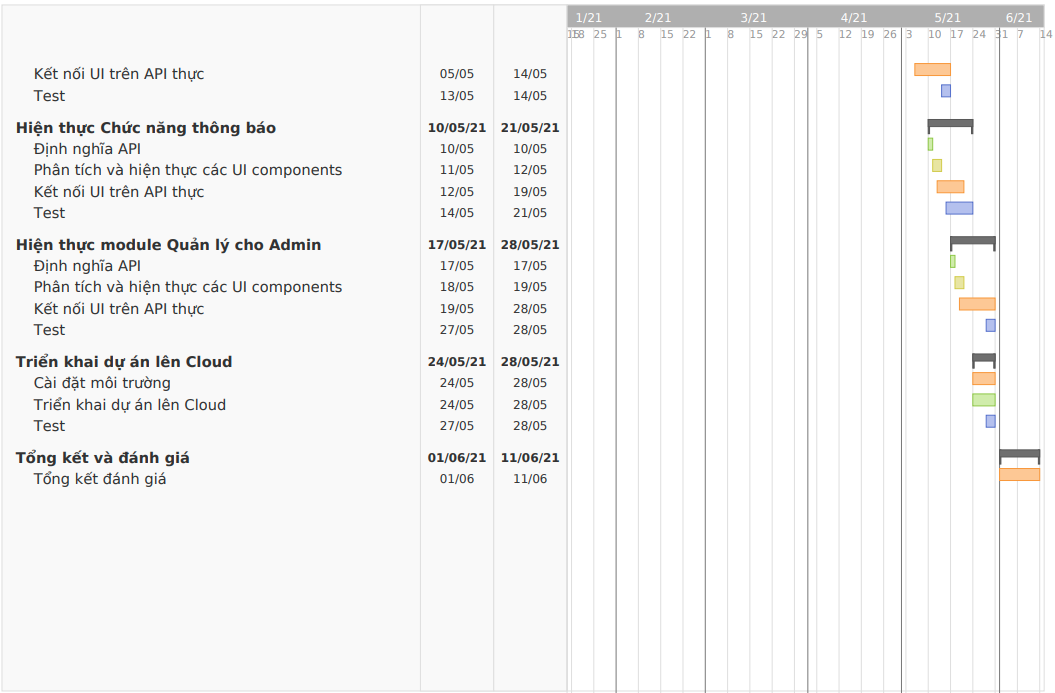 1/21 2/21 3/21 4/21 5/21 6/21
18 25 1 8 15 22 1 8 15 22 29 5 12 19 26 3 10 17 24 31 7 14
Kết nối UI trên API thực 05/05 14/05
Test 13/05 14/05
Hiện thực Chức năng thông báo 10/05/21 21/05/21
Định nghĩa API 10/05 10/05
Phân tích và hiện thực các UI components 11/05 12/05
Kết nối UI trên API thực 12/05 19/05
Test 14/05 21/05
Hiện thực module Quản lý cho Admin 17/05/21 28/05/21
Định nghĩa API 17/05 17/05
Phân tích và hiện thực các UI components 18/05 19/05
Kết nối UI trên API thực 19/05 28/05
Test 27/05 28/05
Triển khai dự án lên Cloud 24/05/21 28/05/21
Cài đặt môi trường 24/05 28/05
Triển khai dự án lên Cloud 24/05 28/05
Test 27/05 28/05
Tổng kết và đánh giá 01/06/21 11/06/21
Tổng kết đánh giá 01/06 11/06